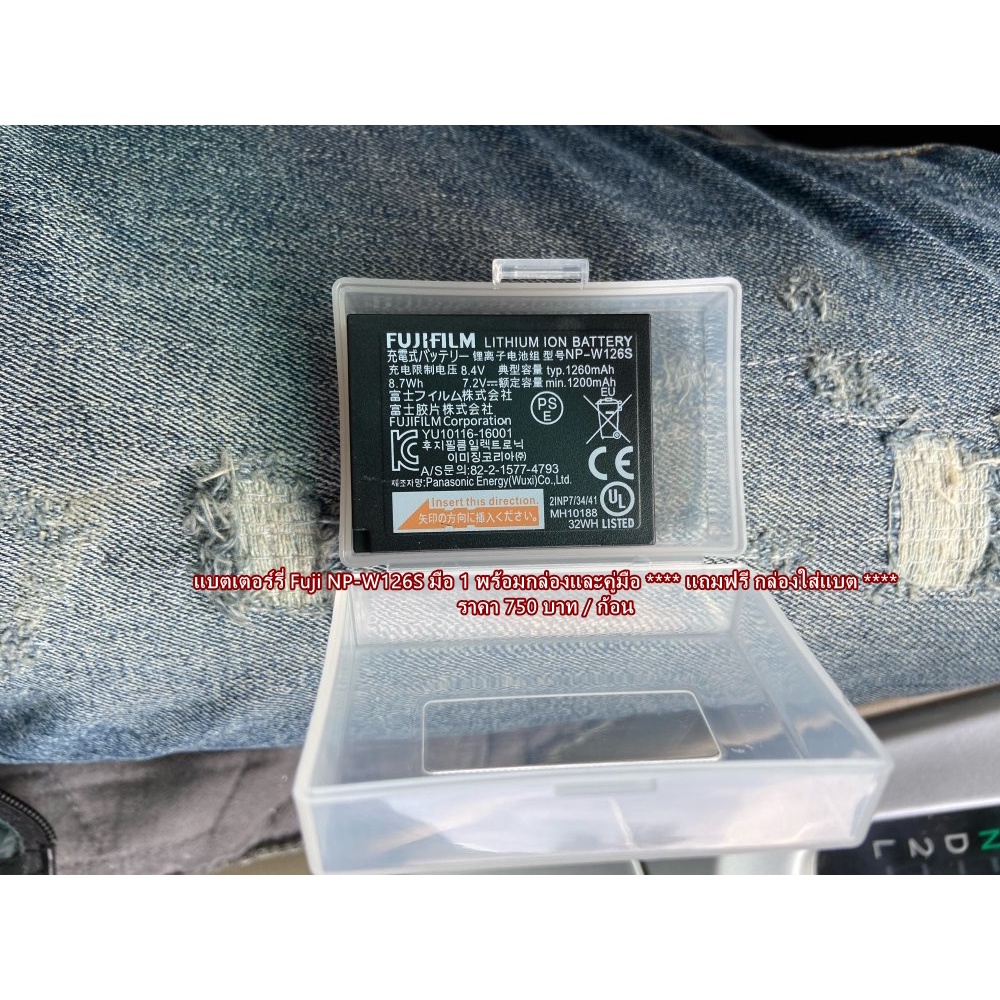 FUJIFILM LITHIUM ION BATTERY
充電式バッテリー 锂离子电池组 型号NP-W126S
充电限制电压 8.4V 典型容量 typ.1260mAh
8.7Wh 7.2V⎓额定容量 min.1200mAh
富士フイルム株式会社
富士胶片株式会社
FUJIFILM Corporation
YU10116-16001
후지필름일렉트로닉
이미징코리아㈜
A/S문의:82-2-1577-4793
제조자명:Panasonic Energy(Wuxi)Co.,Ltd.
PS
E
EU
CE
UL
Insert this direction.
矢印の方向に挿入ください。
2INP7/34/41
MH10188
32WH LISTED
แบตเตอร์รี่ Fuji NP-W126S มือ 1 พร้อมกล่องและคู่มือ **** แถมฟรี กล่องใส่แบต ****
ราคา 750 บาท / ก้อน
N
D
2
L